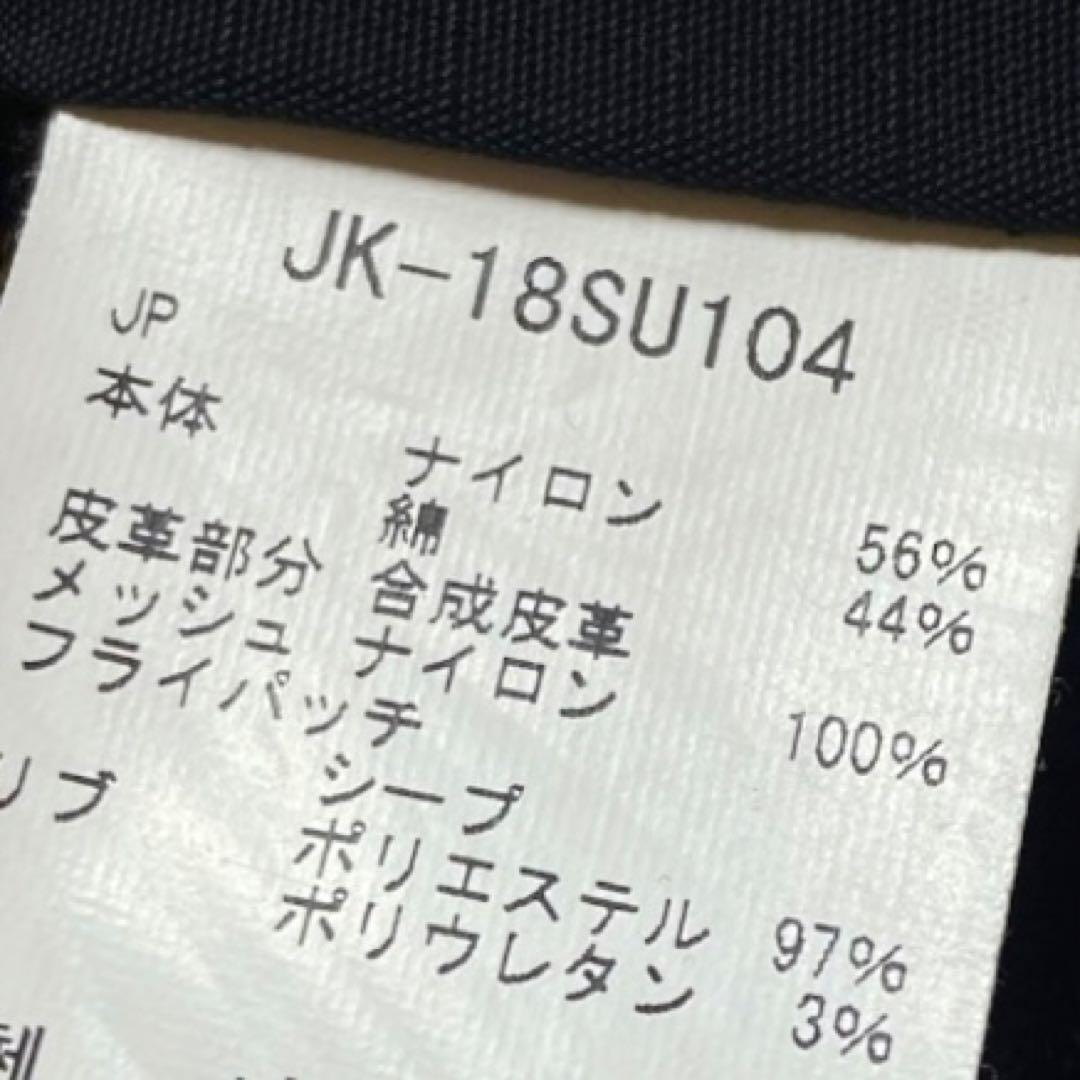 JK-18SU104
JP
本体 ナイロン 56%
綿 44%
皮革部分 合成皮革
メッシュ ナイロン 100%
フライパッチ
シープ
リブ ポリエステル 97%
ポリウレタン 3%
製